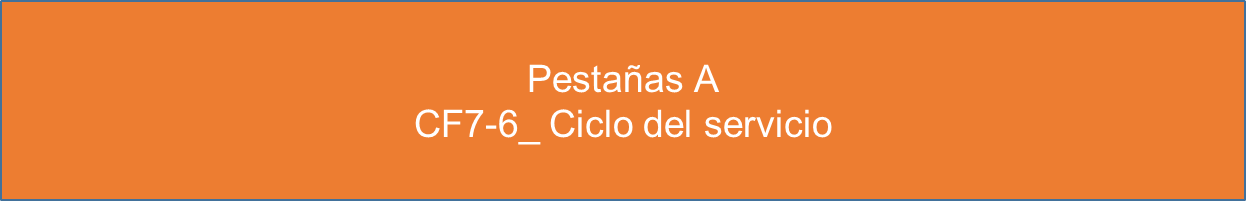 Pestañas A
CF7-6_ Ciclo del servicio